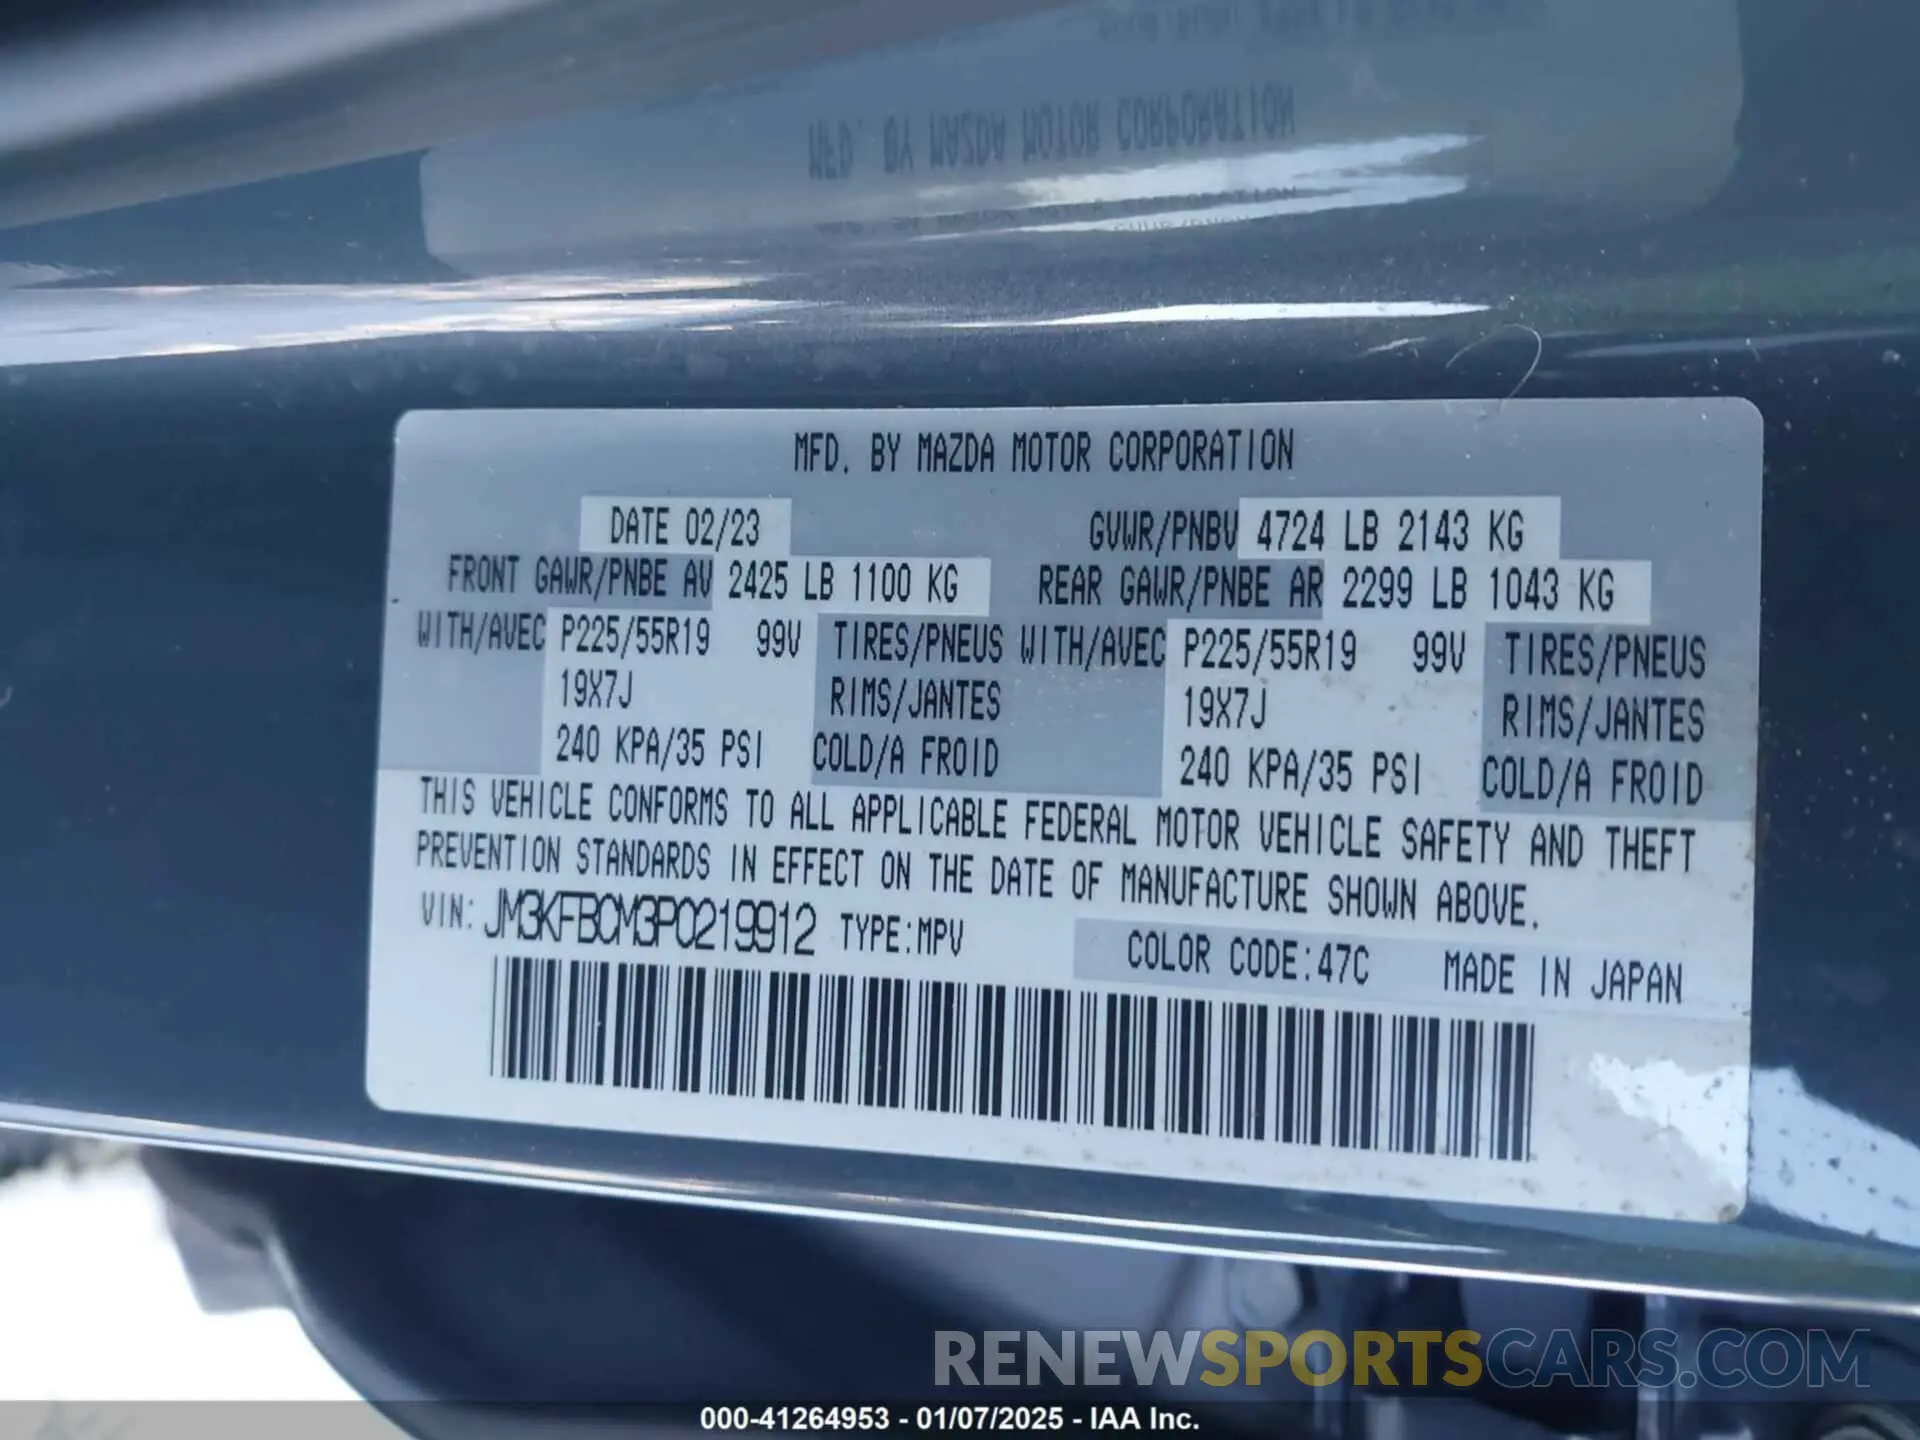 MFD. BY MAZDA MOTOR CORPORATION
MFD. BY MAZDA MOTOR CORPORATION
DATE 02/23 GVWR/PNBV 4724 LB 2143 KG
FRONT GAWR/PNBE AV 2425 LB 1100 KG REAR GAWR/PNBE AR 2299 LB 1043 KG
WITH/AVEC P225/55R19 99V TIRES/PNEUS WITH/AVEC P225/55R19 99V TIRES/PNEUS
19X7J RIMS/JANTES 19X7J RIMS/JANTES
240 KPA/35 PSI COLD/A FROID 240 KPA/35 PSI COLD/A FROID
THIS VEHICLE CONFORMS TO ALL APPLICABLE FEDERAL MOTOR VEHICLE SAFETY AND THEFT
PREVENTION STANDARDS IN EFFECT ON THE DATE OF MANUFACTURE SHOWN ABOVE.
VIN: JM3KFBCM3P0219912 TYPE:MPV COLOR CODE:47C MADE IN JAPAN
RENEWSPORTSCARS.COM
000-41264953 - 01/07/2025 - IAA Inc.